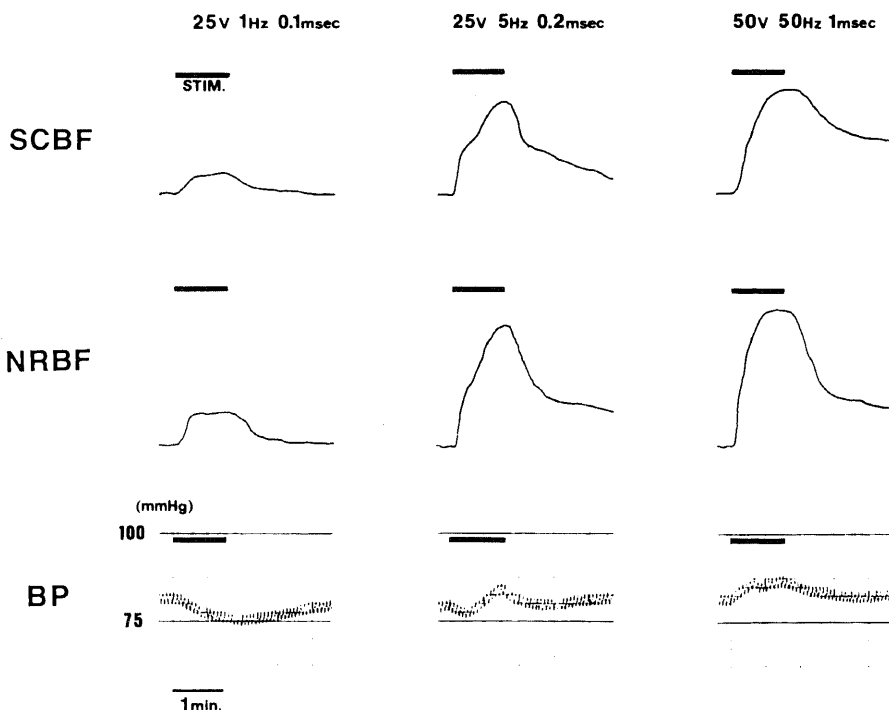 25V 1Hz 0.1msec 25V 5Hz 0.2msec 50V 50Hz 1msec
STIM.
SCBF
NRBF
(mmHg)
100
BP
75
1min.